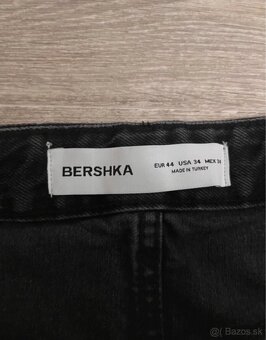 BERSHKA
EUR 44 USA 34 MEX 34
MADE IN TURKEY
Bazos.sk